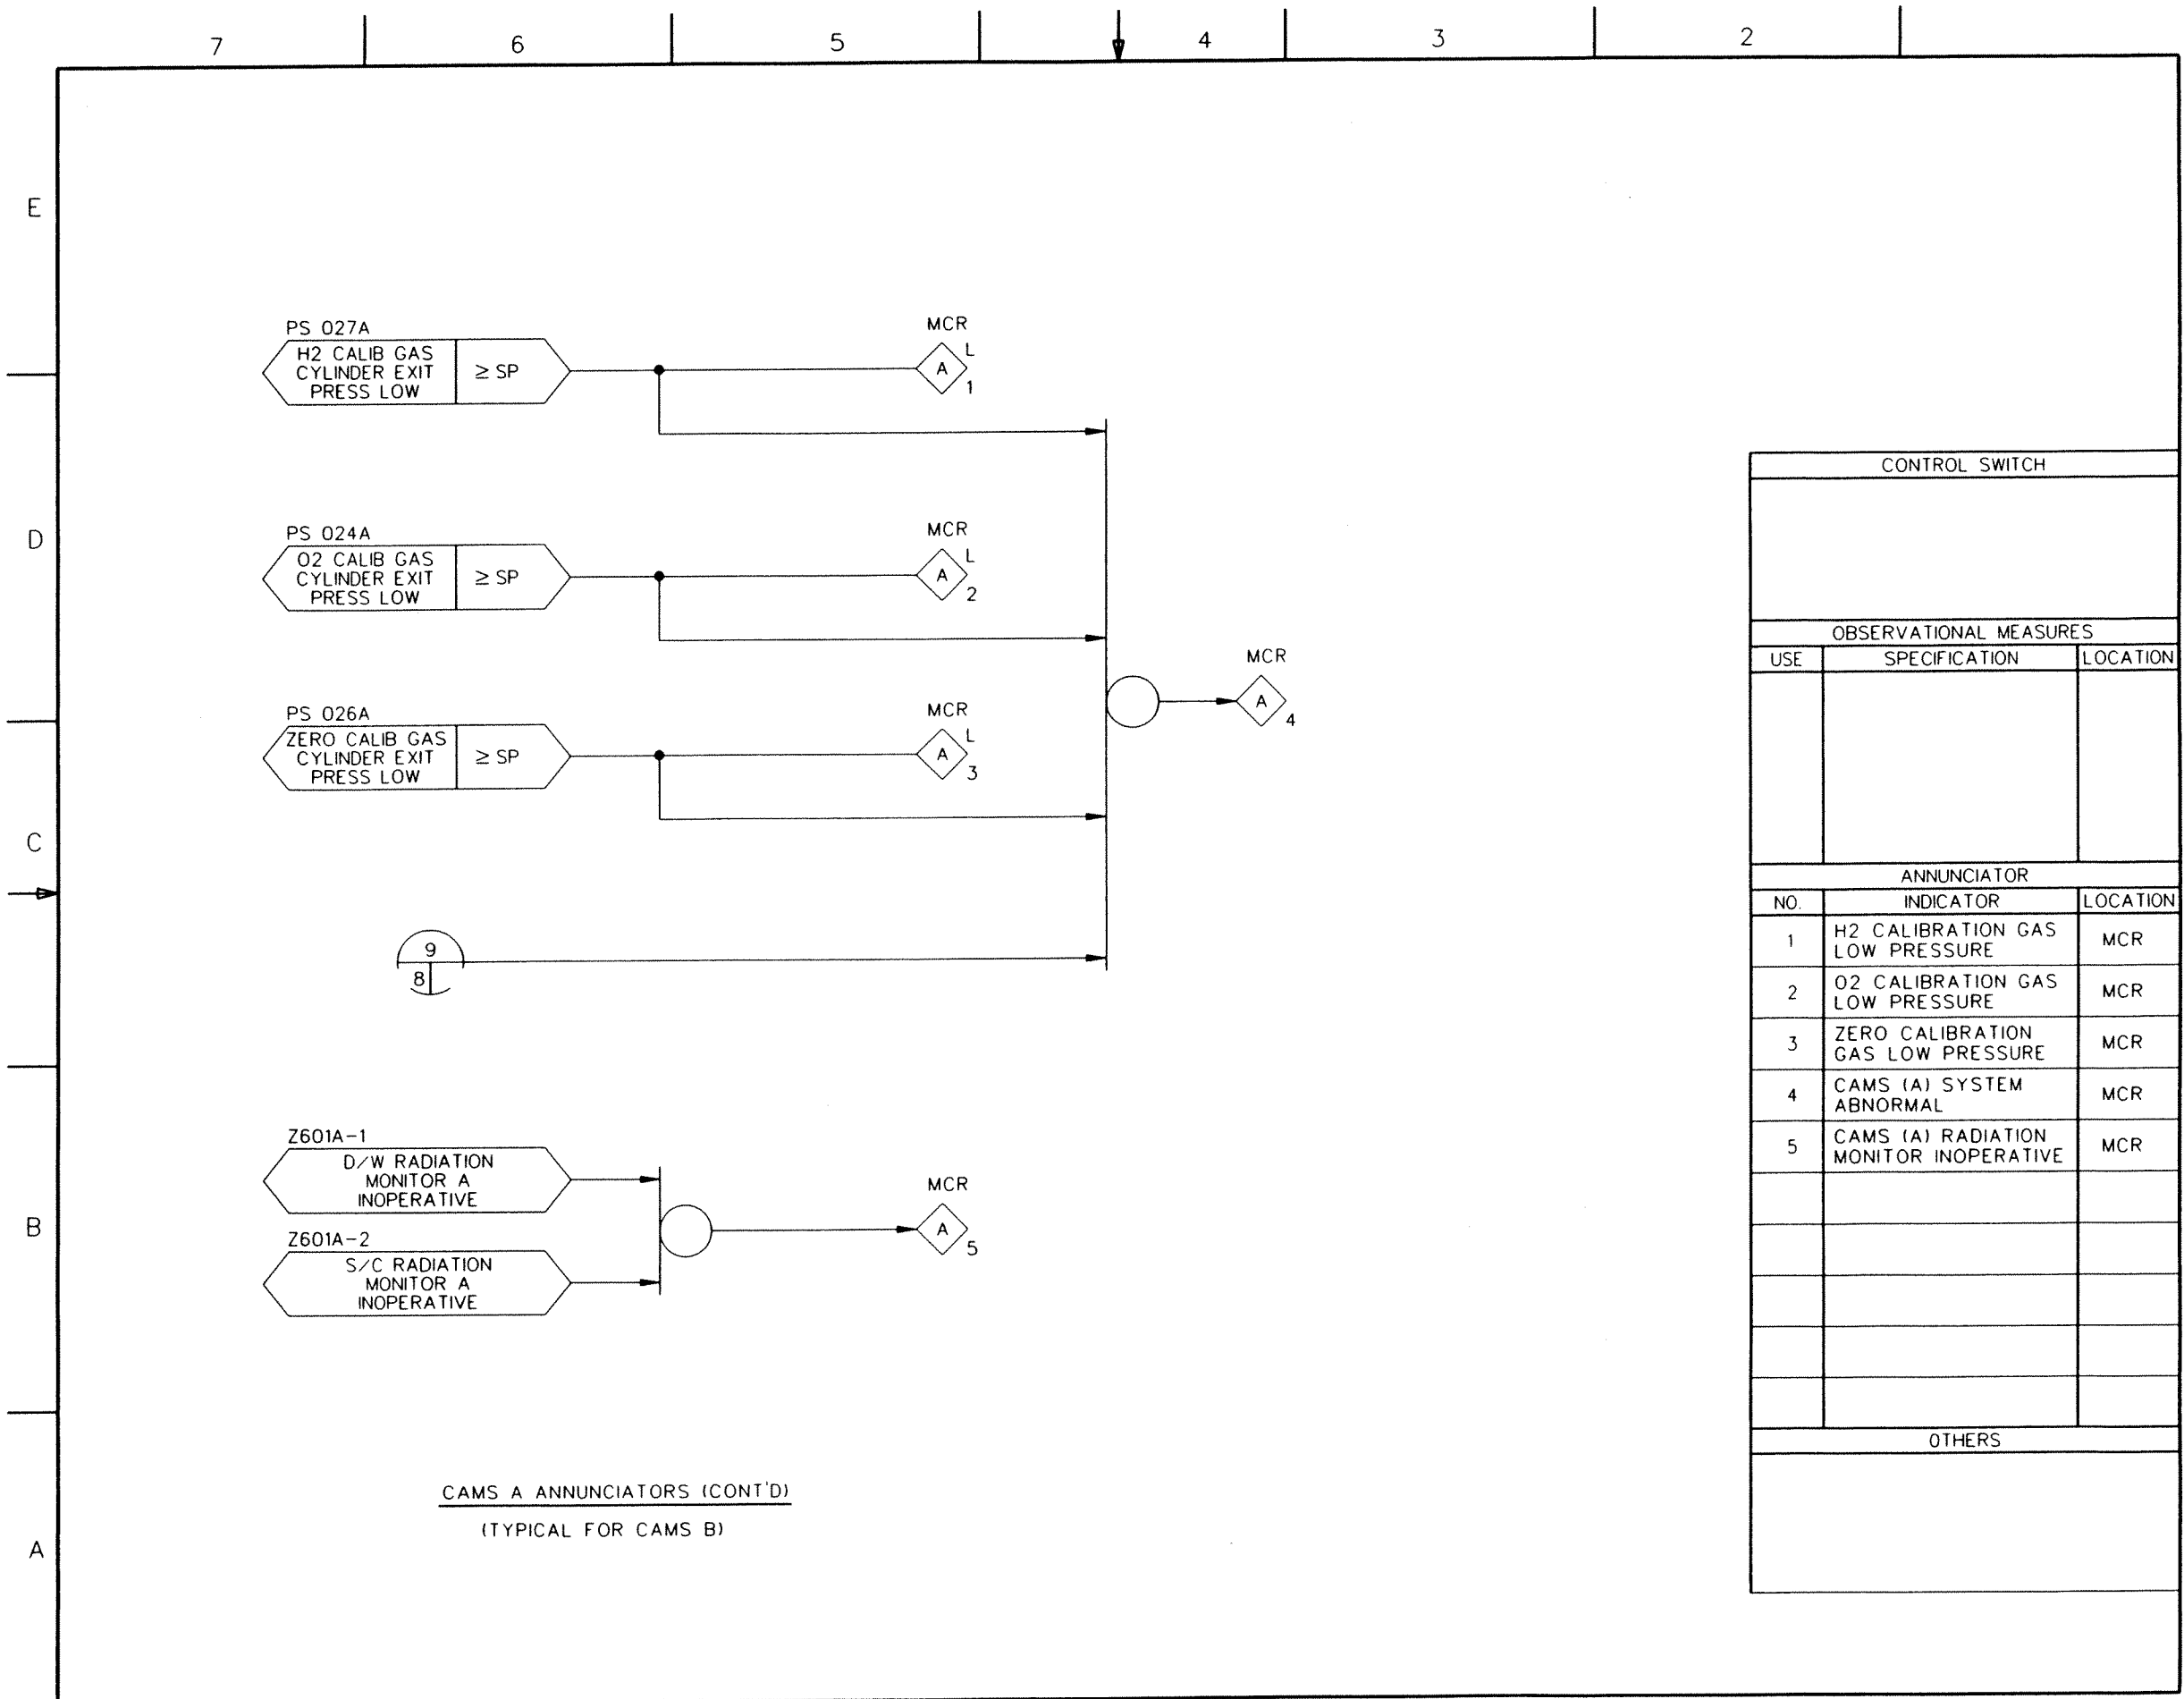 7 6 5 4 3 2
E
D
C
B
A
PS 027A
H2 CALIB GAS
CYLINDER EXIT
PRESS LOW
≥ SP
MCR
A
L
1
PS 024A
O2 CALIB GAS
CYLINDER EXIT
PRESS LOW
≥ SP
MCR
A
L
2
PS 026A
ZERO CALIB GAS
CYLINDER EXIT
PRESS LOW
≥ SP
MCR
A
L
3
MCR
A
4
9
8
Z601A-1
D/W RADIATION
MONITOR A
INOPERATIVE
Z601A-2
S/C RADIATION
MONITOR A
INOPERATIVE
MCR
A
5
CAMS A ANNUNCIATORS (CONT'D)
(TYPICAL FOR CAMS B)
CONTROL SWITCH
OBSERVATIONAL MEASURES
USE SPECIFICATION LOCATION
ANNUNCIATOR
NO. INDICATOR LOCATION
1 H2 CALIBRATION GAS
LOW PRESSURE MCR
2 O2 CALIBRATION GAS
LOW PRESSURE MCR
3 ZERO CALIBRATION
GAS LOW PRESSURE MCR
4 CAMS (A) SYSTEM
ABNORMAL MCR
5 CAMS (A) RADIATION
MONITOR INOPERATIVE MCR
OTHERS